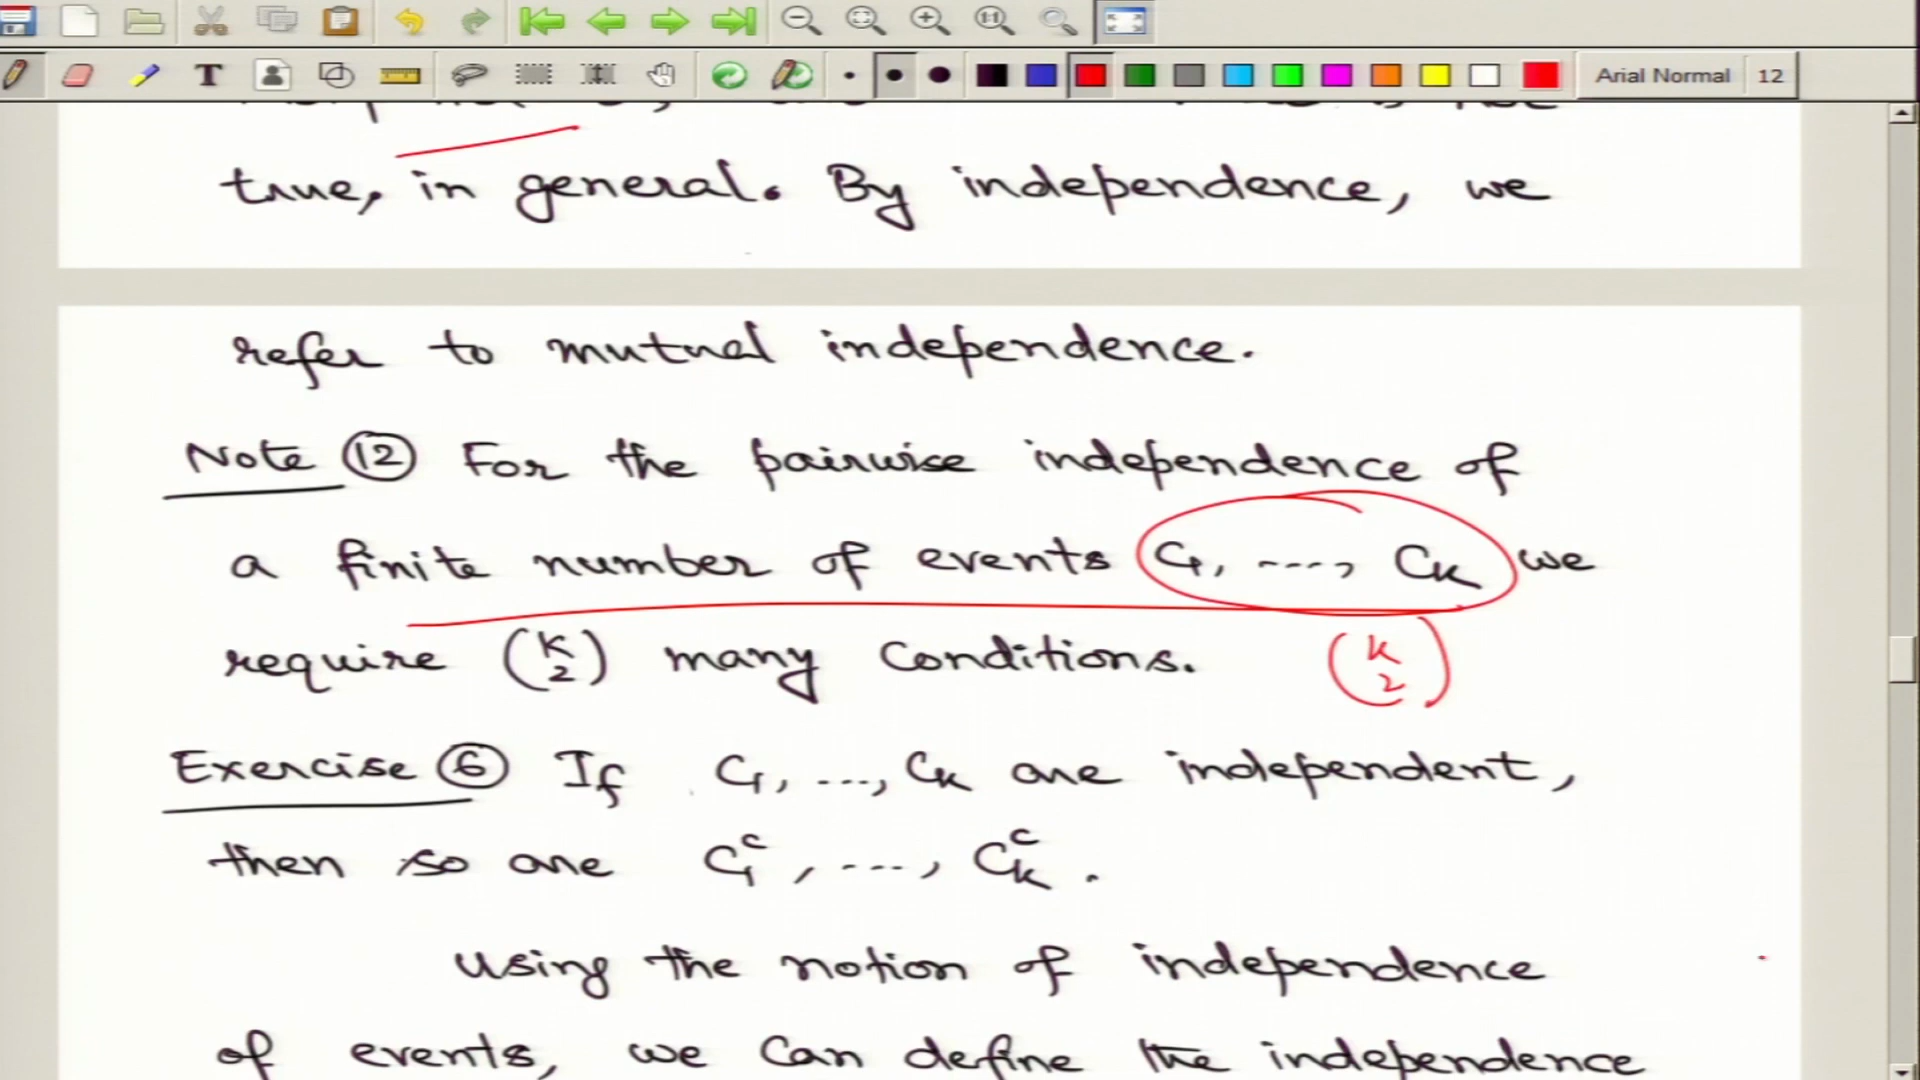 T Arial Normal 12
true, in general. By independence, we
refer to mutual independence.
Note ⑫ For the pairwise independence of
a finite number of events C₁, ...., Cₖ we
require (k 2) many conditions. (k 2)
Exercise ⑥ If C₁, ..., Cₖ are independent,
then so are C₁ᶜ, ...., Cₖᶜ.
Using the notion of independence
of events, we can define the independence